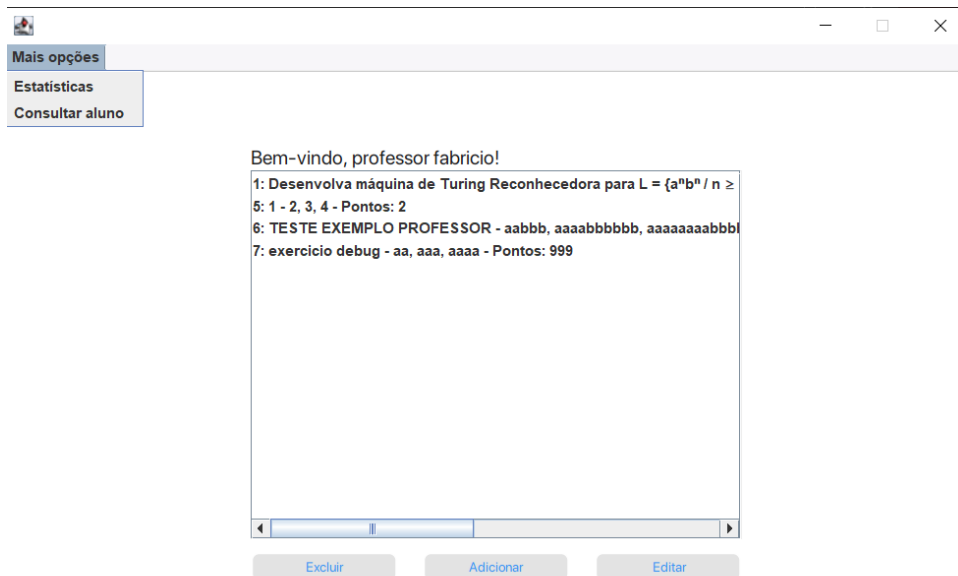 Mais opções
Estatísticas
Consultar aluno
Bem-vindo, professor fabricio!
1: Desenvolva máquina de Turing Reconhecedora para L = {aⁿbⁿ / n ≥
5: 1 - 2, 3, 4 - Pontos: 2
6: TESTE EXEMPLO PROFESSOR - aabbb, aaaabbbbbb, aaaaaaaabbbl
7: exercicio debug - aa, aaa, aaaa - Pontos: 999
Excluir Adicionar Editar